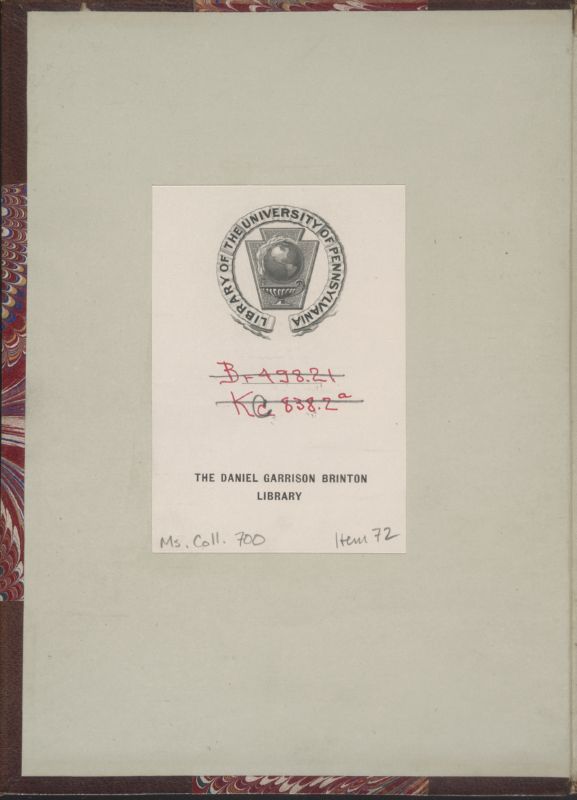 LIBRARY OF THE UNIVERSITY OF PENNSYLVANIA
Br 498.21
KC 838.2a
THE DANIEL GARRISON BRINTON
LIBRARY
Ms. Coll. 700 Item 72